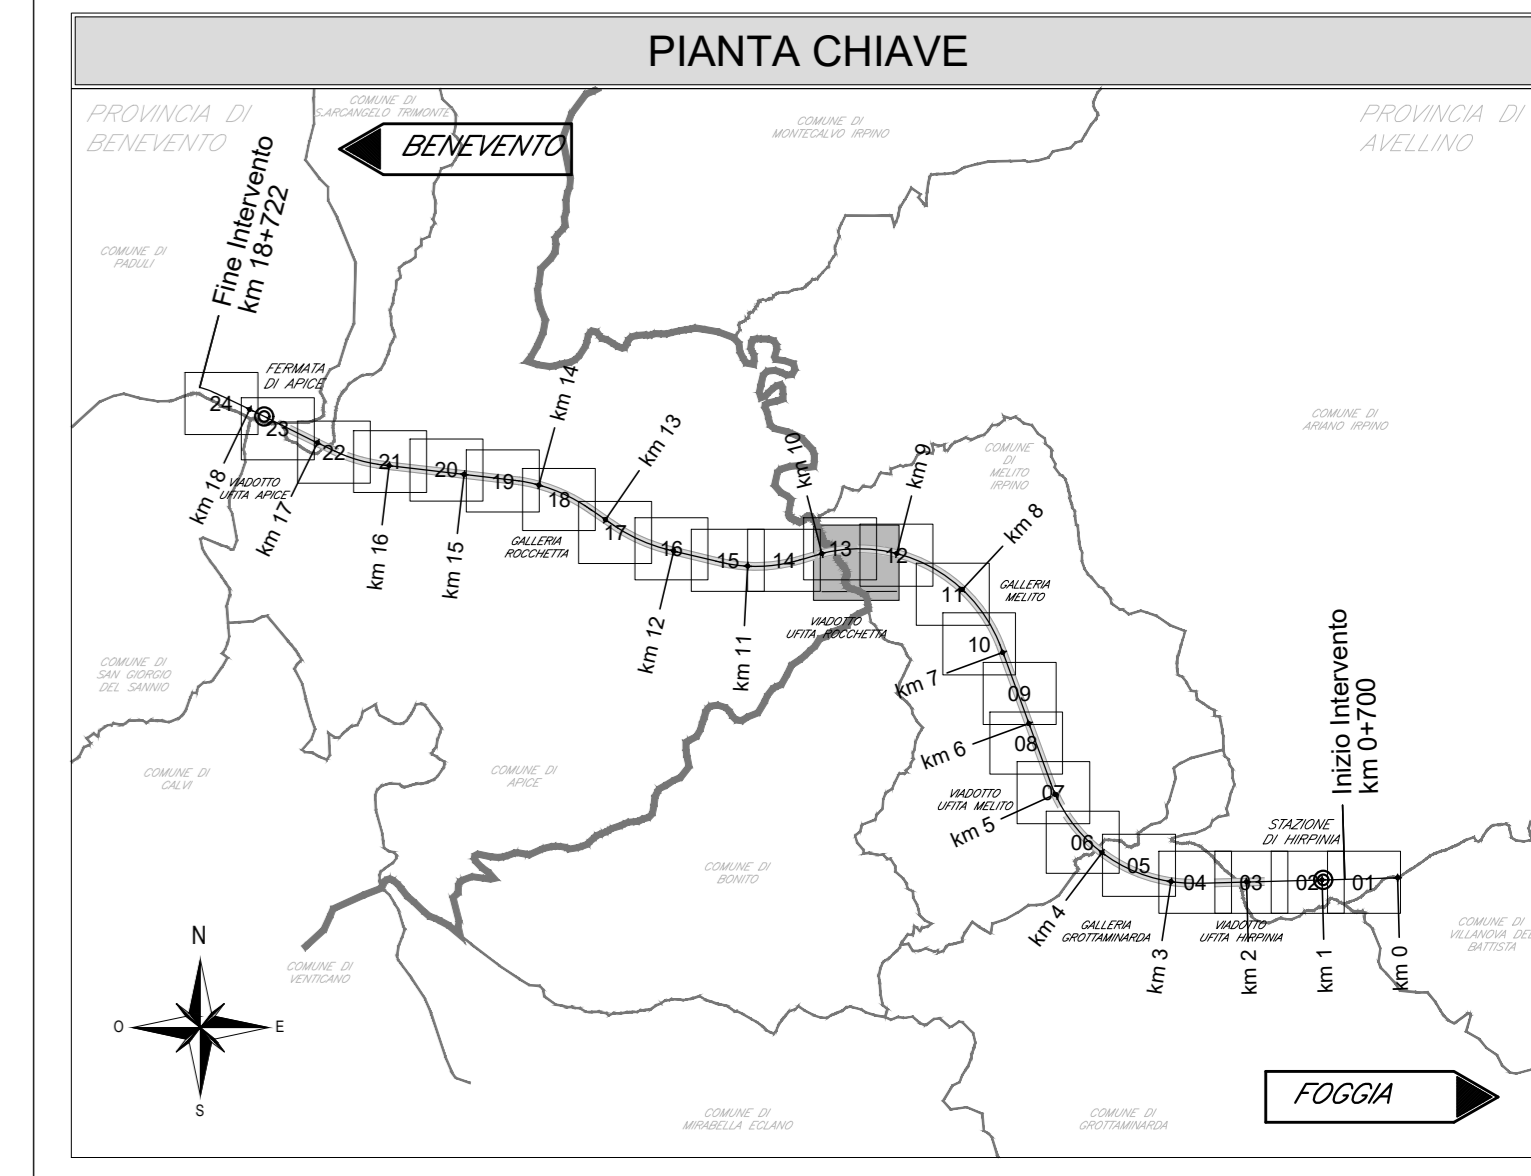 PIANTA CHIAVE
PROVINCIA DI
BENEVENTO
COMUNE DI
S.ARCANGELO TRIMONTE
BENEVENTO
COMUNE DI
MONTECALVO IRPINO
PROVINCIA DI
AVELLINO
Fine Intervento
km 18+722
COMUNE DI
PADULI
FERMATA
DI APICE
24
23
22
21
20
19
18
17
16
15
14
13
12
11
10
09
08
07
06
05
04
03
02
01
VIADOTTO
UFITA APICE
km 18
km 17
km 16
km 15
km 14
km 13
km 12
km 11
km 10
km 9
km 8
km 7
km 6
km 5
km 4
km 3
km 2
km 1
km 0
GALLERIA
ROCCHETTA
COMUNE
DI
MELITO
IRPINO
COMUNE DI
ARIANO IRPINO
GALLERIA
MELITO
VIADOTTO
UFITA ROCCHETTA
Inizio Intervento
km 0+700
COMUNE DI
SAN GIORGIO
DEL SANNIO
COMUNE DI
CALVI
COMUNE DI
APICE
VIADOTTO
UFITA MELITO
STAZIONE
DI HIRPINIA
COMUNE DI
BONITO
GALLERIA
GROTTAMINARDA
VIADOTTO
UFITA HIRPINIA
COMUNE DI
VILLANOVA DEL
BATTISTA
COMUNE DI
VENTICANO
N
O
E
S
FOGGIA
COMUNE DI
MIRABELLA ECLANO
COMUNE DI
GROTTAMINARDA